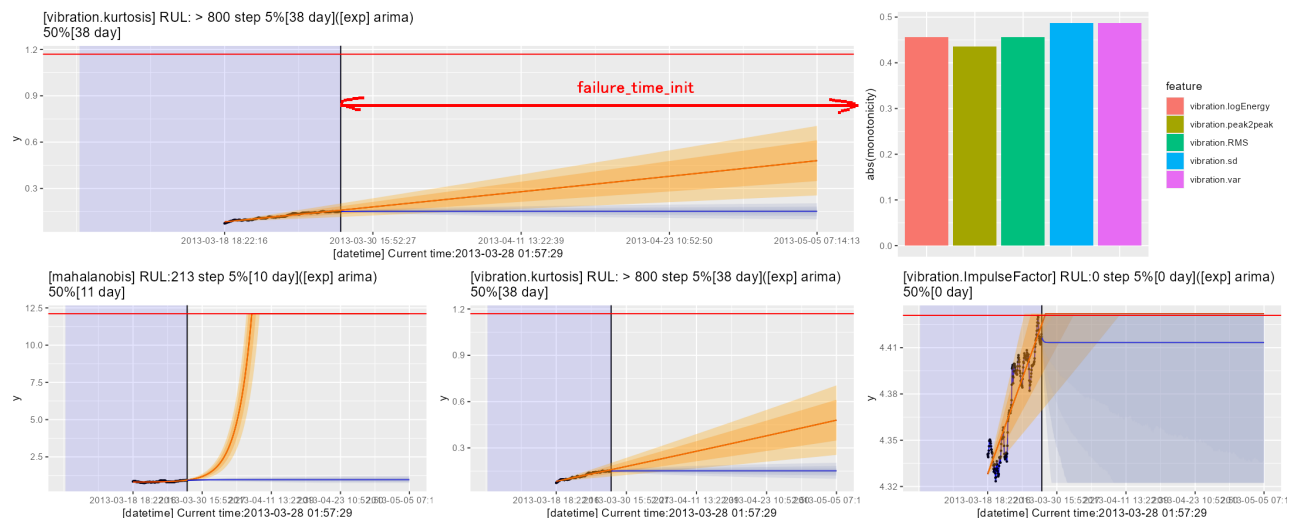 [vibration.kurtosis] RUL: > 800 step 5%[38 day]([exp] arima)
50%[38 day]
1.2
0.9
0.6
0.3
y
failure_time_init
2013-03-18 18:22:16
2013-03-30 15:52:27
2013-04-11 13:22:39
2013-04-23 10:52:50
2013-05-05 07:14:13
[datetime] Current time:2013-03-28 01:57:29
0.5
0.4
0.3
0.2
0.1
0.0
abs(monotonicity)
feature
vibration.logEnergy
vibration.peak2peak
vibration.RMS
vibration.sd
vibration.var
[mahalanobis] RUL:213 step 5%[10 day]([exp] arima)
50%[11 day]
12.5
10.0
7.5
5.0
2.5
y
[datetime] Current time:2013-03-28 01:57:29
[vibration.kurtosis] RUL: > 800 step 5%[38 day]([exp] arima)
50%[38 day]
1.2
0.9
0.6
0.3
y
[datetime] Current time:2013-03-28 01:57:29
[vibration.ImpulseFactor] RUL:0 step 5%[0 day]([exp] arima)
50%[0 day]
4.41
4.38
4.35
4.32
y
[datetime] Current time:2013-03-28 01:57:29